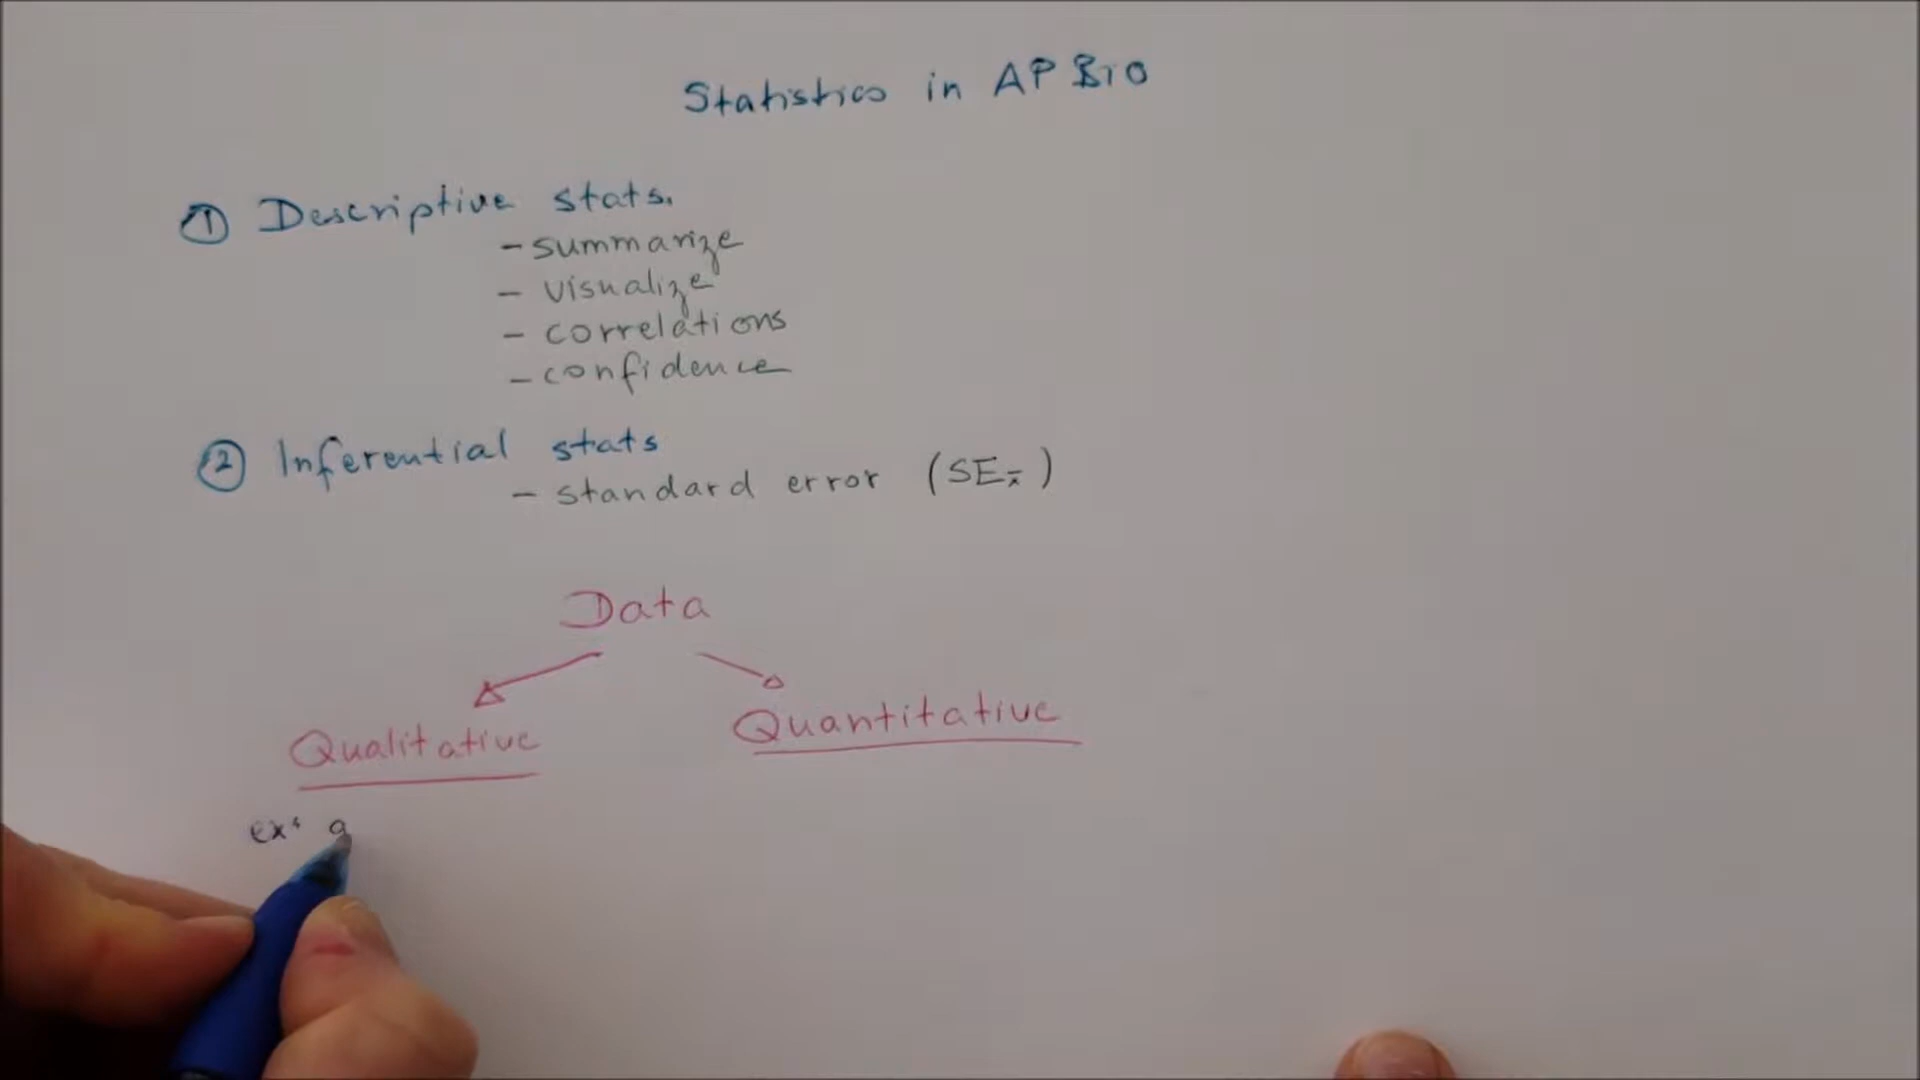 Statistics in AP Bio
① Descriptive stats.
- summarize
- visualize
- correlations
- confidence
② Inferential stats
- standard error (SEx̄)
Data
Qualitative
Quantitative
ex: